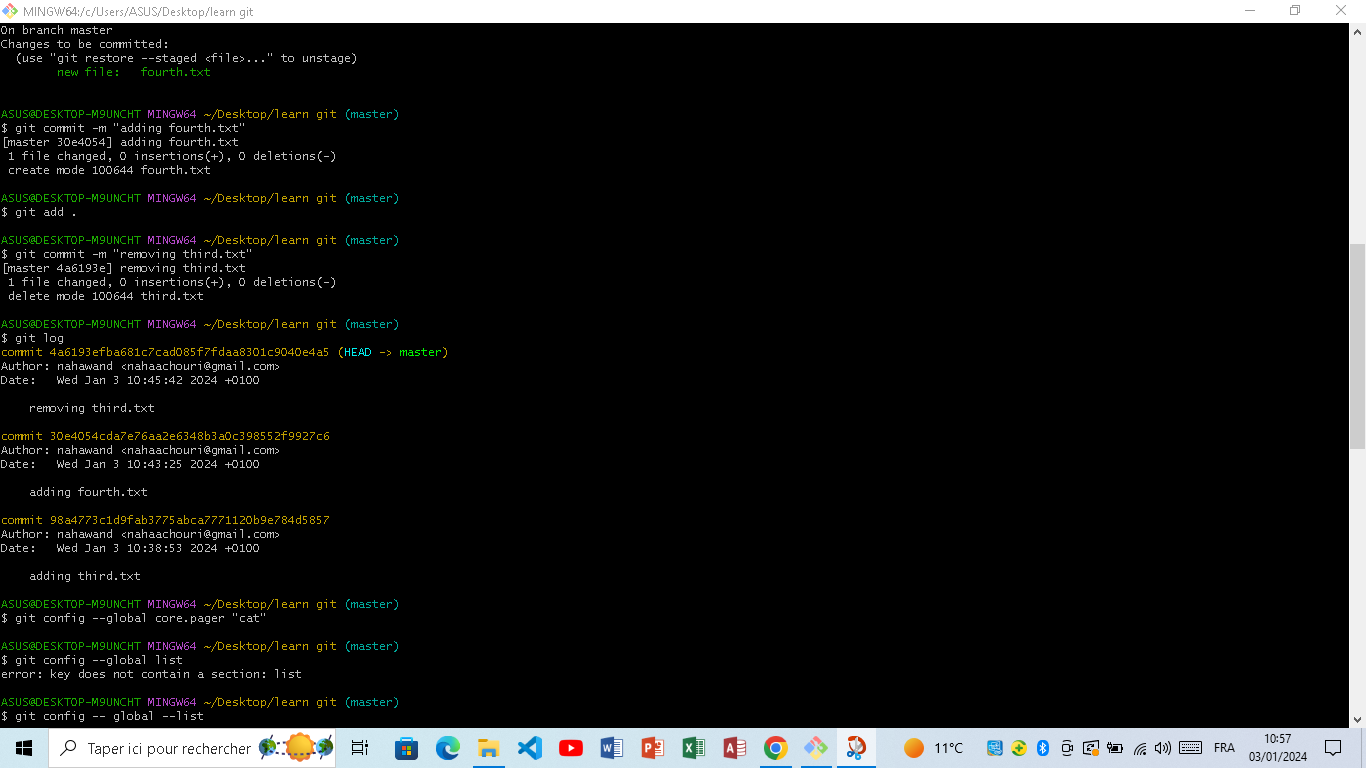 MINGW64:/c/Users/ASUS/Desktop/learn git
On branch master
Changes to be committed:
  (use "git restore --staged <file>..." to unstage)
        new file:   fourth.txt
ASUS@DESKTOP-M9UNCHT MINGW64 ~/Desktop/learn git (master)
$ git commit -m "adding fourth.txt"
[master 30e4054] adding fourth.txt
 1 file changed, 0 insertions(+), 0 deletions(-)
 create mode 100644 fourth.txt
ASUS@DESKTOP-M9UNCHT MINGW64 ~/Desktop/learn git (master)
$ git add .
ASUS@DESKTOP-M9UNCHT MINGW64 ~/Desktop/learn git (master)
$ git commit -m "removing third.txt"
[master 4a6193e] removing third.txt
 1 file changed, 0 insertions(+), 0 deletions(-)
 delete mode 100644 third.txt
ASUS@DESKTOP-M9UNCHT MINGW64 ~/Desktop/learn git (master)
$ git log
commit 4a6193efba681c7cad085f7fdaa8301c9040e4a5 (HEAD -> master)
Author: nahawand <nahaachouri@gmail.com>
Date:   Wed Jan 3 10:45:42 2024 +0100
    removing third.txt
commit 30e4054cda7e76aa2e6348b3a0c398552f9927c6
Author: nahawand <nahaachouri@gmail.com>
Date:   Wed Jan 3 10:43:25 2024 +0100
    adding fourth.txt
commit 98a4773c1d9fab3775abca7771120b9e784d5857
Author: nahawand <nahaachouri@gmail.com>
Date:   Wed Jan 3 10:38:53 2024 +0100
    adding third.txt
ASUS@DESKTOP-M9UNCHT MINGW64 ~/Desktop/learn git (master)
$ git config --global core.pager "cat"
ASUS@DESKTOP-M9UNCHT MINGW64 ~/Desktop/learn git (master)
$ git config --global list
error: key does not contain a section: list
ASUS@DESKTOP-M9UNCHT MINGW64 ~/Desktop/learn git (master)
$ git config -- global --list
Taper ici pour rechercher
11°C
FRA
10:57
03/01/2024